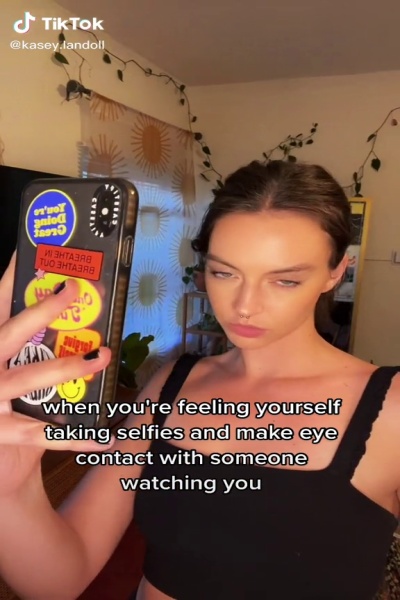 TikTok
@kasey.landoll
You're
Doing
Great
CASETiFY
BREATHE IN
BREATHE OUT
when you're feeling yourself
taking selfies and make eye
contact with someone
watching you